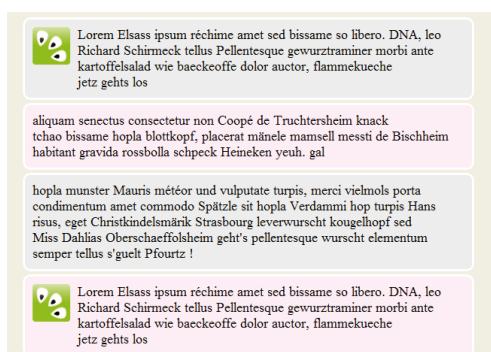 Lorem Elsass ipsum réchime amet sed bissame so libero. DNA, leo
Richard Schirmeck tellus Pellentesque gewurztraminer morbi ante
kartoffelsalad wie baeckeoffe dolor auctor, flammekueche
jetz gehts los
aliquam senectus consectetur non Coopé de Truchtersheim knack
tchao bissame hopla blottkopf, placerat mänele mamsell messti de Bischheim
habitant gravida rossbolla schpeck Heineken yeuh. gal
hopla munster Mauris météor und vulputate turpis, merci vielmols porta
condimentum amet commodo Spätzle sit hopla Verdammi hop turpis Hans
risus, eget Christkindelsmärik Strasbourg leverwurscht kougelhopf sed
Miss Dahlias Oberschaeffolsheim geht's pellentesque wurscht elementum
semper tellus s'guelt Pfourtz !
Lorem Elsass ipsum réchime amet sed bissame so libero. DNA, leo
Richard Schirmeck tellus Pellentesque gewurztraminer morbi ante
kartoffelsalad wie baeckeoffe dolor auctor, flammekueche
jetz gehts los